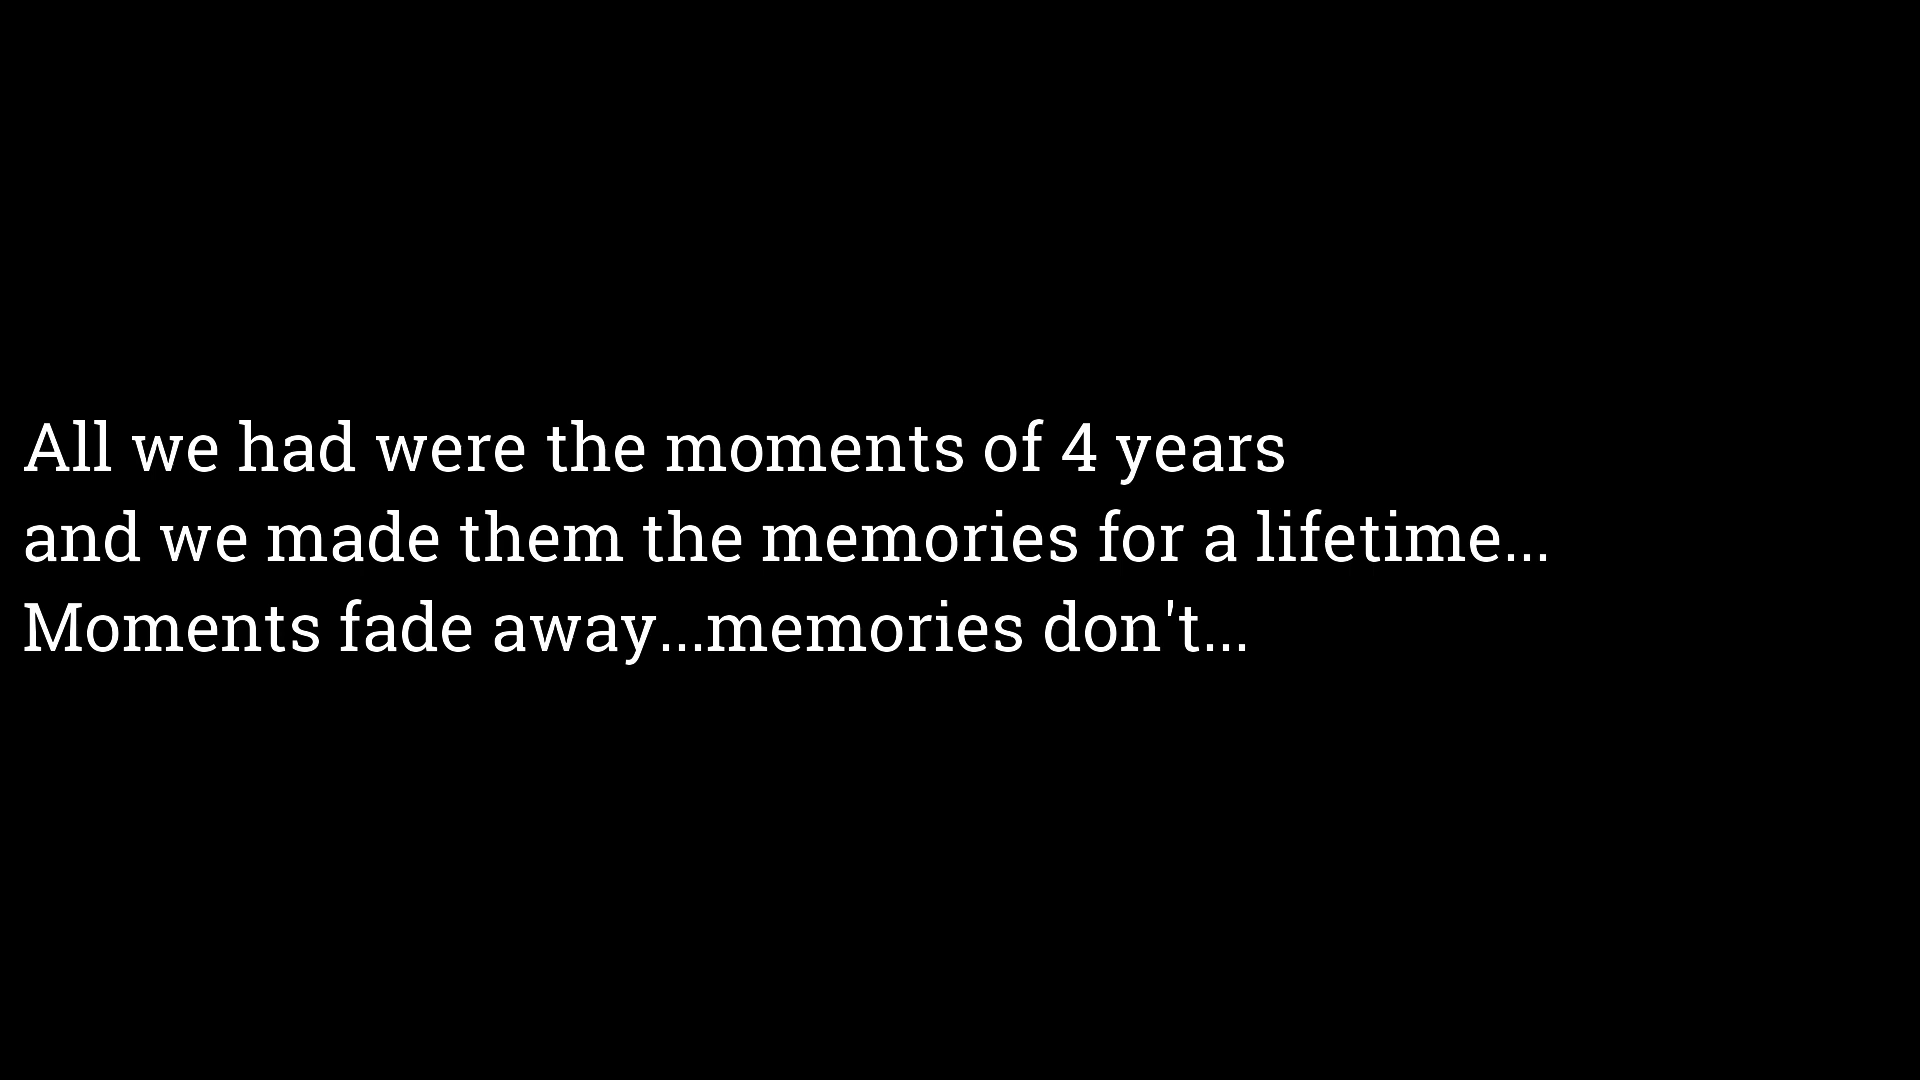 All we had were the moments of 4 years
and we made them the memories for a lifetime...
Moments fade away...memories don't...